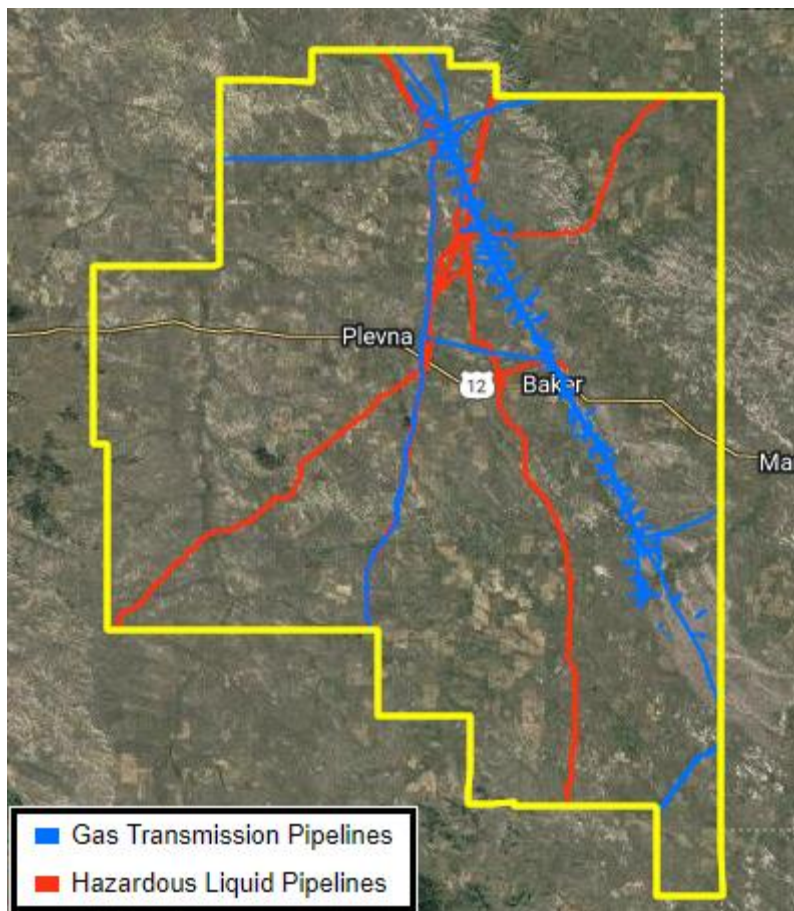 Plevna
12
Baker
Ma
Gas Transmission Pipelines
Hazardous Liquid Pipelines